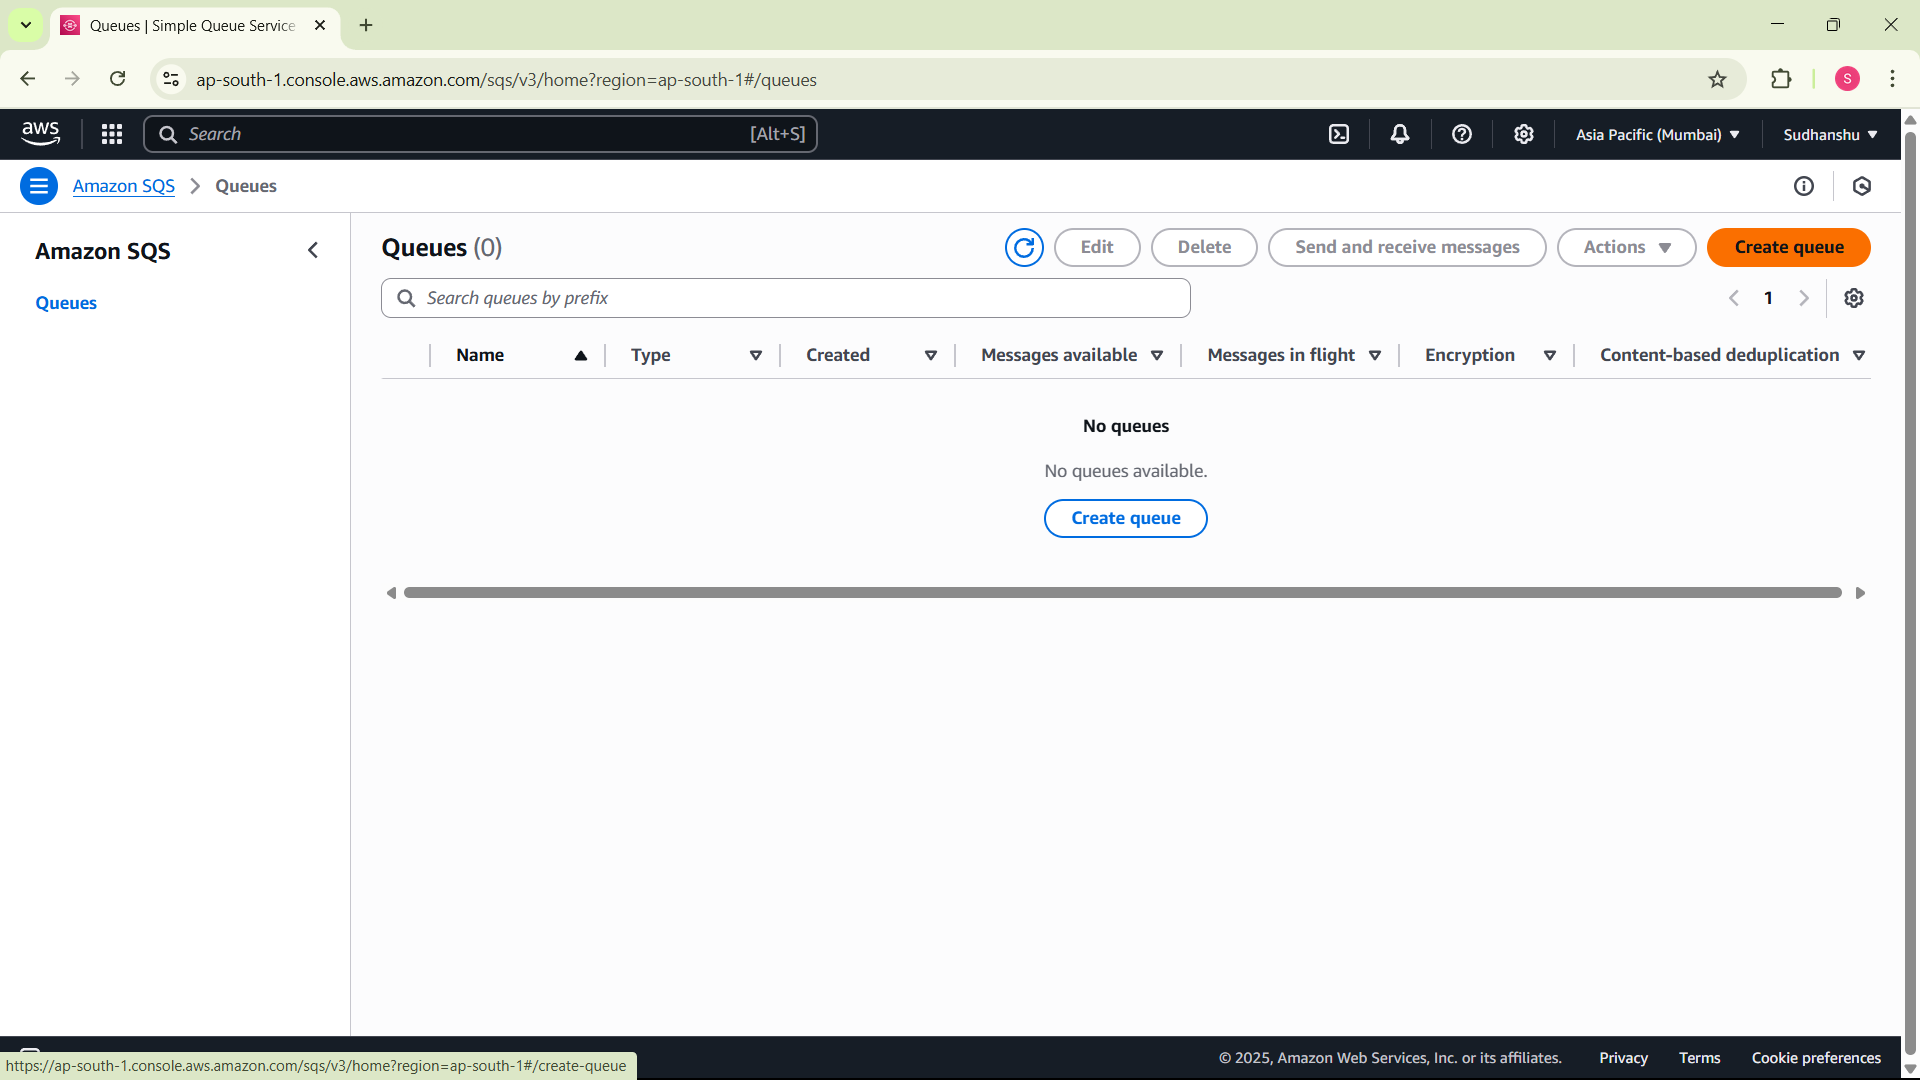 Queues | Simple Queue Service
ap-south-1.console.aws.amazon.com/sqs/v3/home?region=ap-south-1#/queues
S
aws
Search [Alt+S]
Asia Pacific (Mumbai)
Sudhanshu
Amazon SQS > Queues
Amazon SQS
Queues
Queues (0)
Edit
Delete
Send and receive messages
Actions
Create queue
Search queues by prefix
1
Name
Type
Created
Messages available
Messages in flight
Encryption
Content-based deduplication
No queues
No queues available.
Create queue
https://ap-south-1.console.aws.amazon.com/sqs/v3/home?region=ap-south-1#/create-queue
© 2025, Amazon Web Services, Inc. or its affiliates.
Privacy
Terms
Cookie preferences